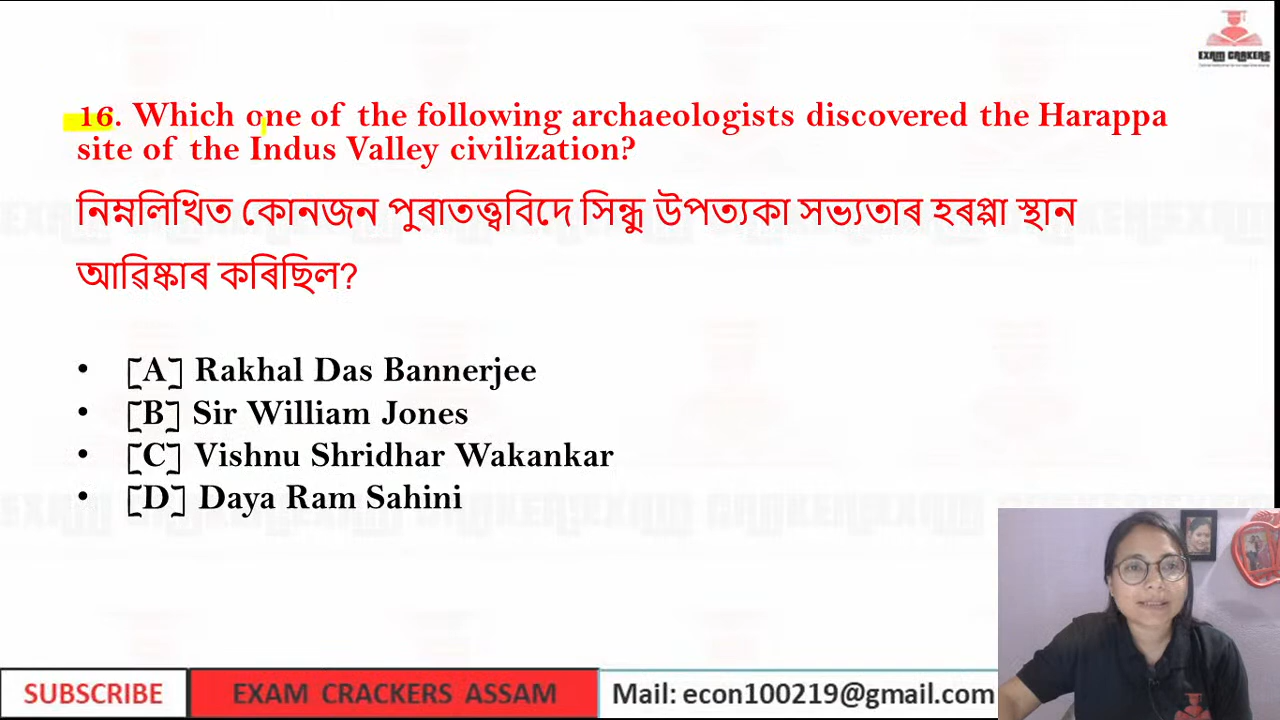 EXAM CRAKERS
16. Which one of the following archaeologists discovered the Harappa
site of the Indus Valley civilization?
নিম্নলিখিত কোনজন পুৰাতত্ত্ববিদে সিন্ধু উপত্যকা সভ্যতাৰ হৰপ্পা স্থান
আৱিষ্কাৰ কৰিছিল?
• [A] Rakhal Das Bannerjee
• [B] Sir William Jones
• [C] Vishnu Shridhar Wakankar
• [D] Daya Ram Sahini
SUBSCRIBE EXAM CRACKERS ASSAM Mail: econ100219@gmail.com